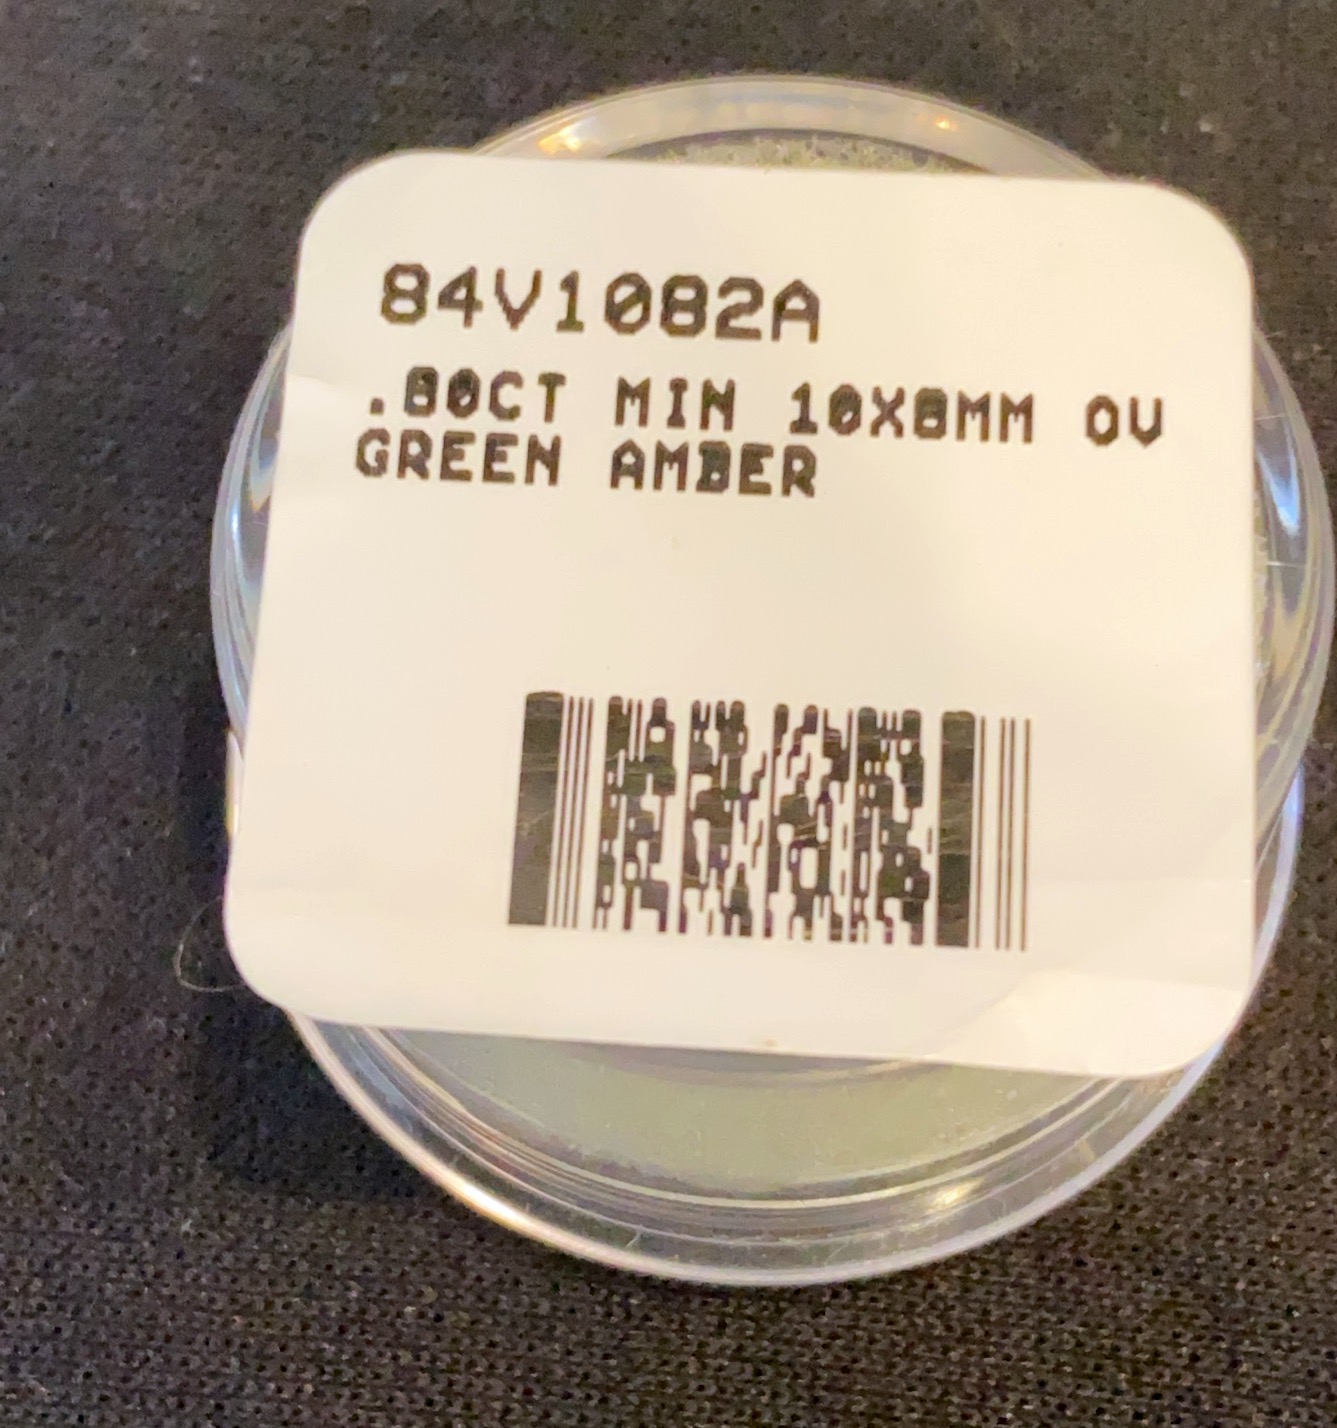 84V1082A
.80CT MIN 10X8MM OV
GREEN AMBER